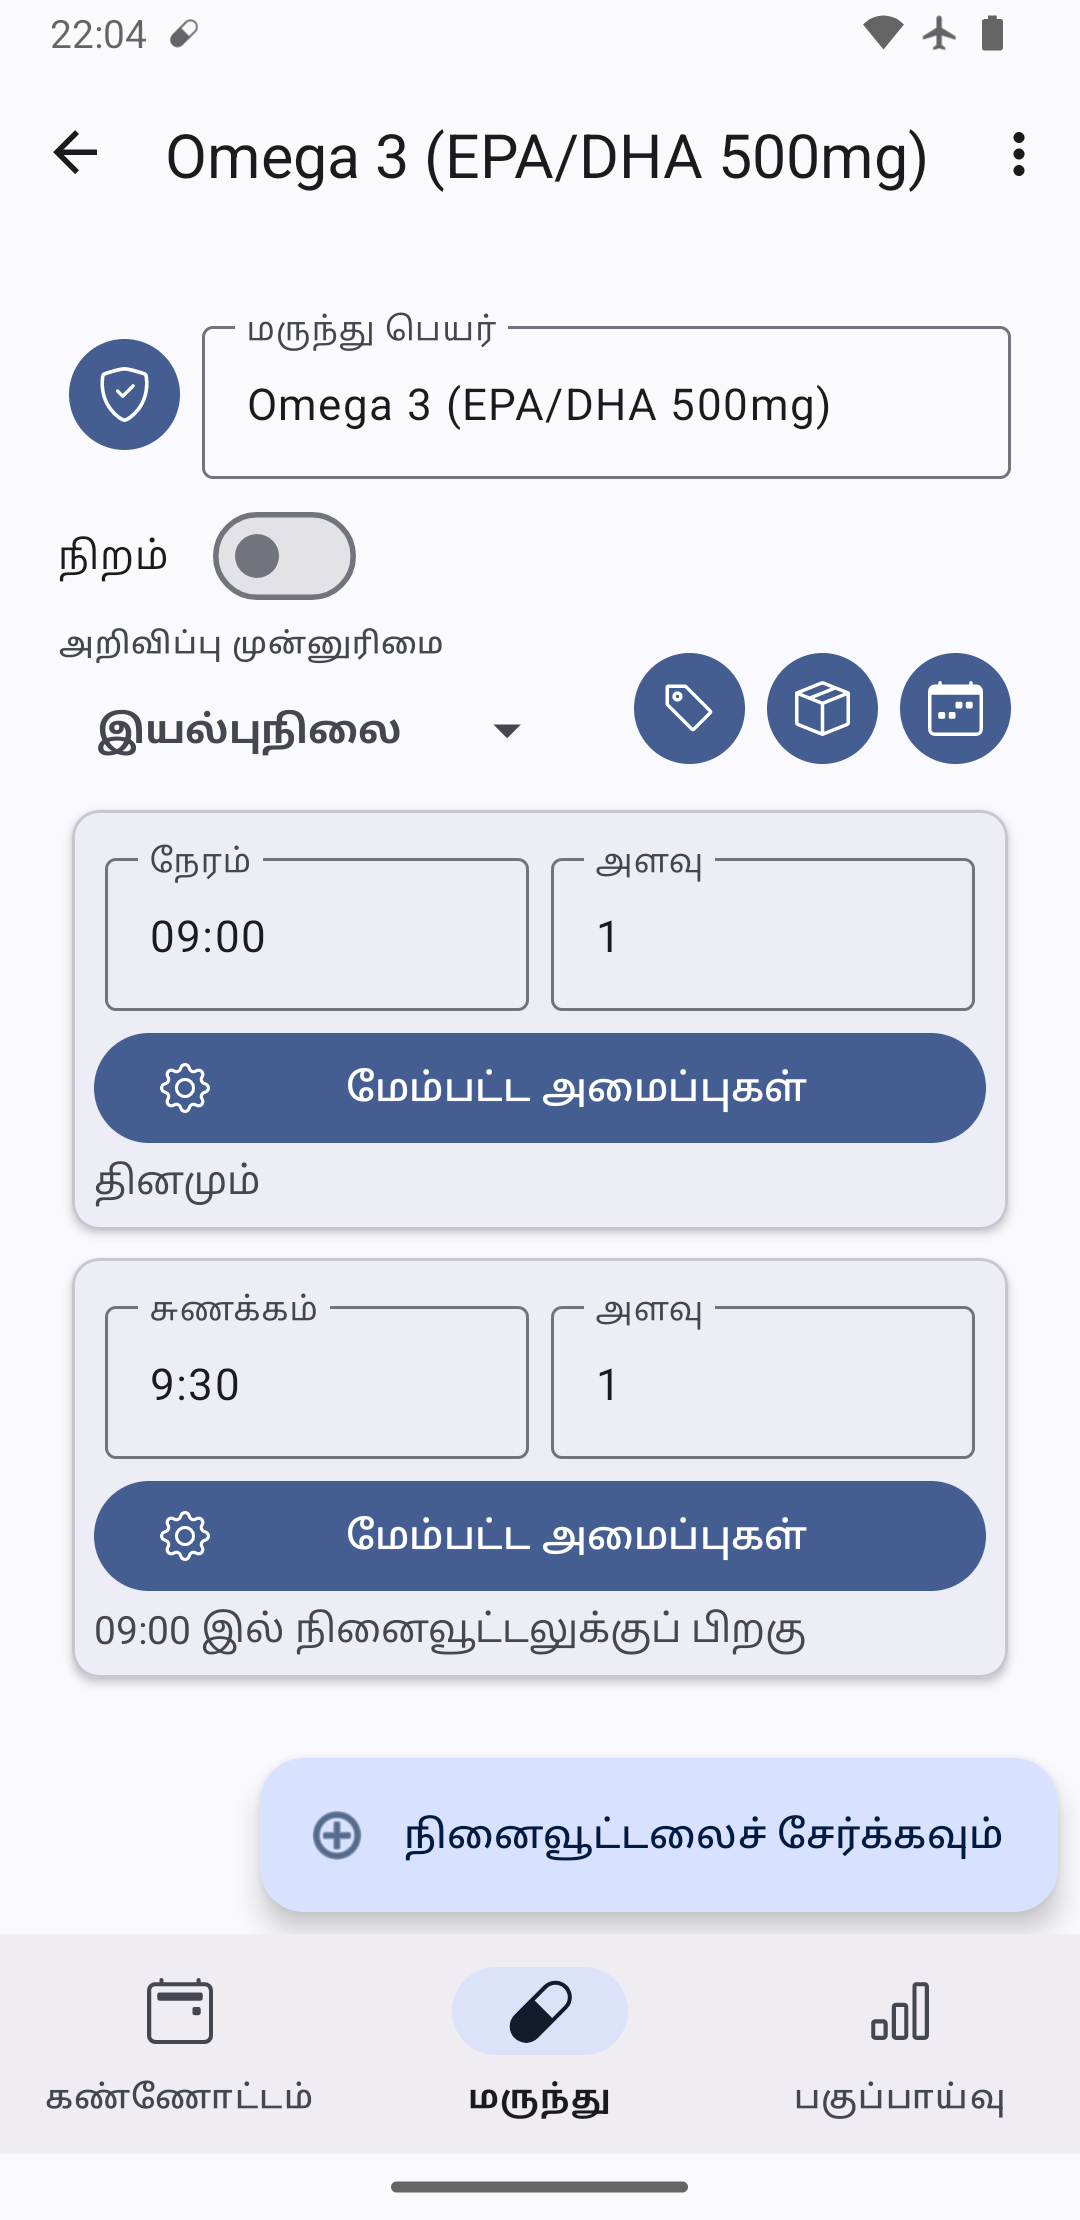 22:04
Omega 3 (EPA/DHA 500mg)
மருந்து பெயர்
Omega 3 (EPA/DHA 500mg)
நிறம்
அறிவிப்பு முன்னுரிமை
இயல்புநிலை
நேரம் அளவு
09:00 1
மேம்பட்ட அமைப்புகள்
தினமும்
சுணக்கம் அளவு
9:30 1
மேம்பட்ட அமைப்புகள்
09:00 இல் நினைவூட்டலுக்குப் பிறகு
நினைவூட்டலைச் சேர்க்கவும்
கண்ணோட்டம் மருந்து பகுப்பாய்வு